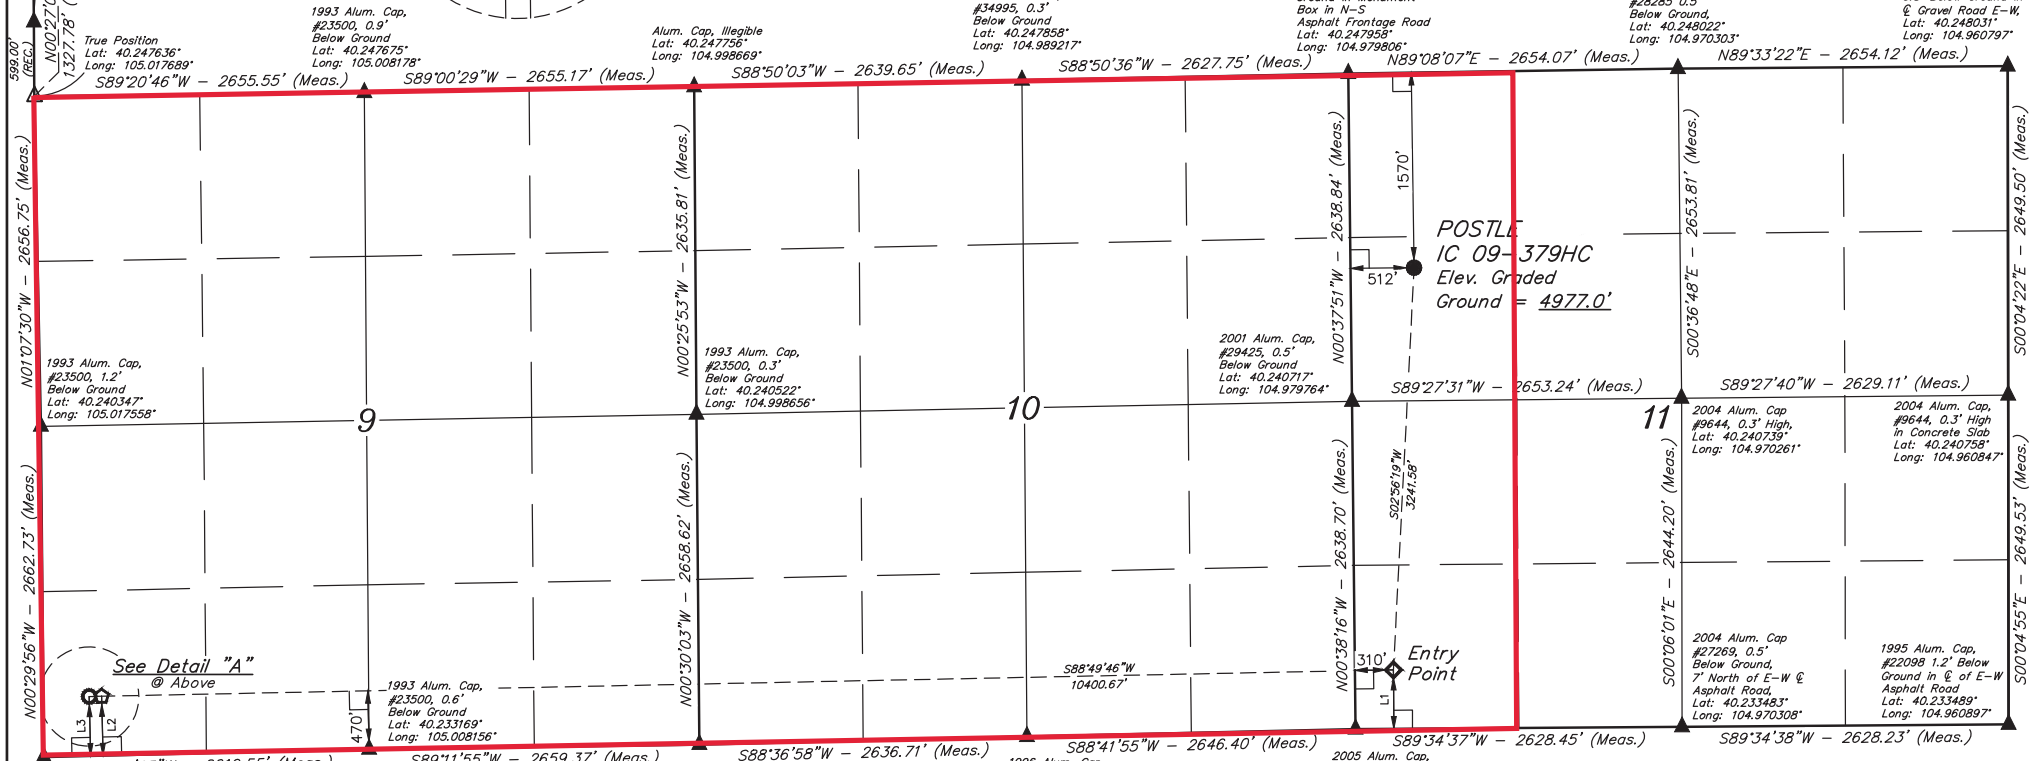 599.00'
(REC.)
1327.78'
True Position
Lat: 40.247636°
Long: 105.017689°
1993 Alum. Cap,
#23500, 0.9'
Below Ground
Lat: 40.247675°
Long: 105.008178°
Alum. Cap, Illegible
Lat: 40.247756°
Long: 104.998669°
#34995, 0.3'
Below Ground
Lat: 40.247858°
Long: 104.989217°
Box in N-S
Asphalt Frontage Road
Lat: 40.247958°
Long: 104.979806°
Below Ground,
Lat: 40.248022°
Long: 104.970303°
℄ Gravel Road E-W,
Lat: 40.248031°
Long: 104.960797°
S89°20'46"W - 2655.55' (Meas.)
S89°00'29"W - 2655.17' (Meas.)
S88°50'03"W - 2639.65' (Meas.)
S88°50'36"W - 2627.75' (Meas.)
N89°08'07"E - 2654.07' (Meas.)
N89°33'22"E - 2654.12' (Meas.)
N01°07'30"W - 2656.75' (Meas.)
N00°25'53"W - 2635.81' (Meas.)
N00°37'51"W - 2638.84' (Meas.)
1570'
512'
POSTLE
IC 09-379HC
Elev. Graded
Ground = 4977.0'
S00°36'48"E - 2653.81' (Meas.)
S00°04'22"E - 2649.50' (Meas.)
1993 Alum. Cap,
#23500, 1.2'
Below Ground
Lat: 40.240347°
Long: 105.017558°
1993 Alum. Cap,
#23500, 0.3'
Below Ground
Lat: 40.240522°
Long: 104.998656°
2001 Alum. Cap,
#29425, 0.5'
Below Ground
Lat: 40.240717°
Long: 104.979764°
S89°27'31"W - 2653.24' (Meas.)
S89°27'40"W - 2629.11' (Meas.)
9
10
11
2004 Alum. Cap
#9644, 0.3' High,
Lat: 40.240739°
Long: 104.970261°
2004 Alum. Cap,
#9644, 0.3' High
in Concrete Slab
Lat: 40.240758°
Long: 104.960847°
N00°29'56"W - 2662.73' (Meas.)
N00°30'03"W - 2658.62' (Meas.)
N00°38'16"W - 2638.70' (Meas.)
S02°56'19"W
3241.58'
S00°06'01"E - 2644.20' (Meas.)
S00°04'55"E - 2649.53' (Meas.)
See Detail "A"
@ Above
L3
L2
470'
1993 Alum. Cap,
#23500, 0.6'
Below Ground
Lat: 40.233169°
Long: 105.008156°
S88°49'46"W
10400.67'
310'
Entry
Point
L1
2004 Alum. Cap
#27269, 0.5'
Below Ground,
7' North of E-W ℄
Asphalt Road,
Lat: 40.233483°
Long: 104.970308°
1995 Alum. Cap,
#22098 1.2' Below
Ground in ℄ of E-W
Asphalt Road
Lat: 40.233489°
Long: 104.960897°
S89°11'55"W - 2659.37' (Meas.)
S88°36'58"W - 2636.71' (Meas.)
S88°41'55"W - 2646.40' (Meas.)
S89°34'37"W - 2628.45' (Meas.)
S89°34'38"W - 2628.23' (Meas.)
2005 Alum. Cap,